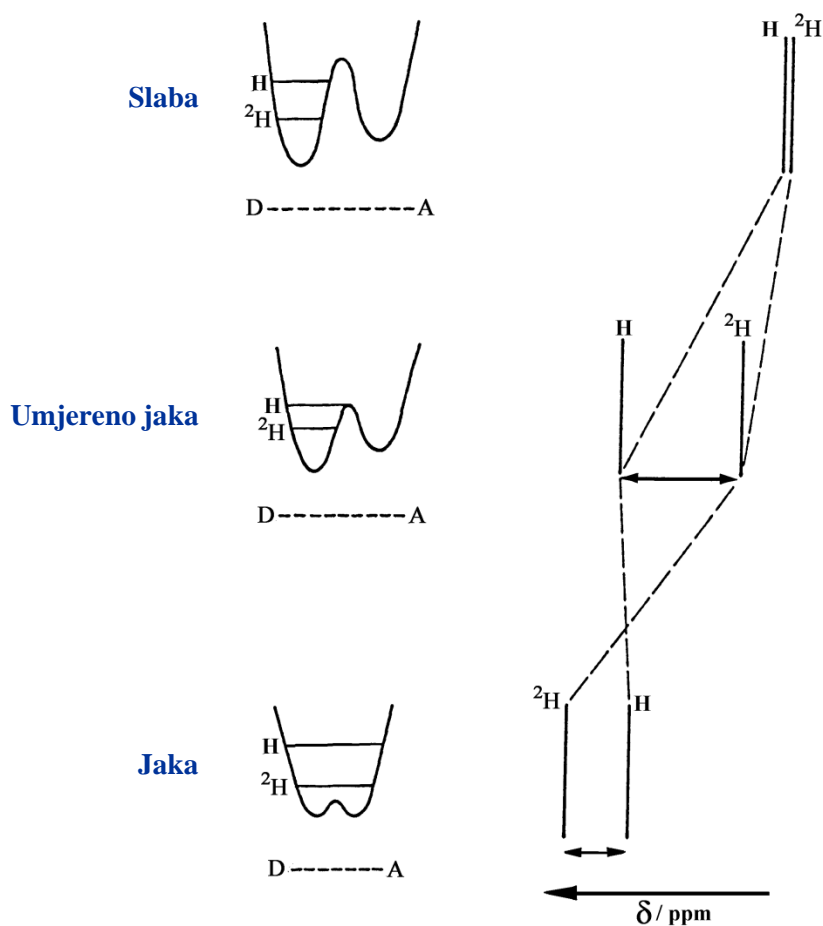 H ²H
H
Slaba
²H
D A
H ²H
H
Umjereno jaka
²H
D A
²H H
H
Jaka
²H
D A
δ / ppm